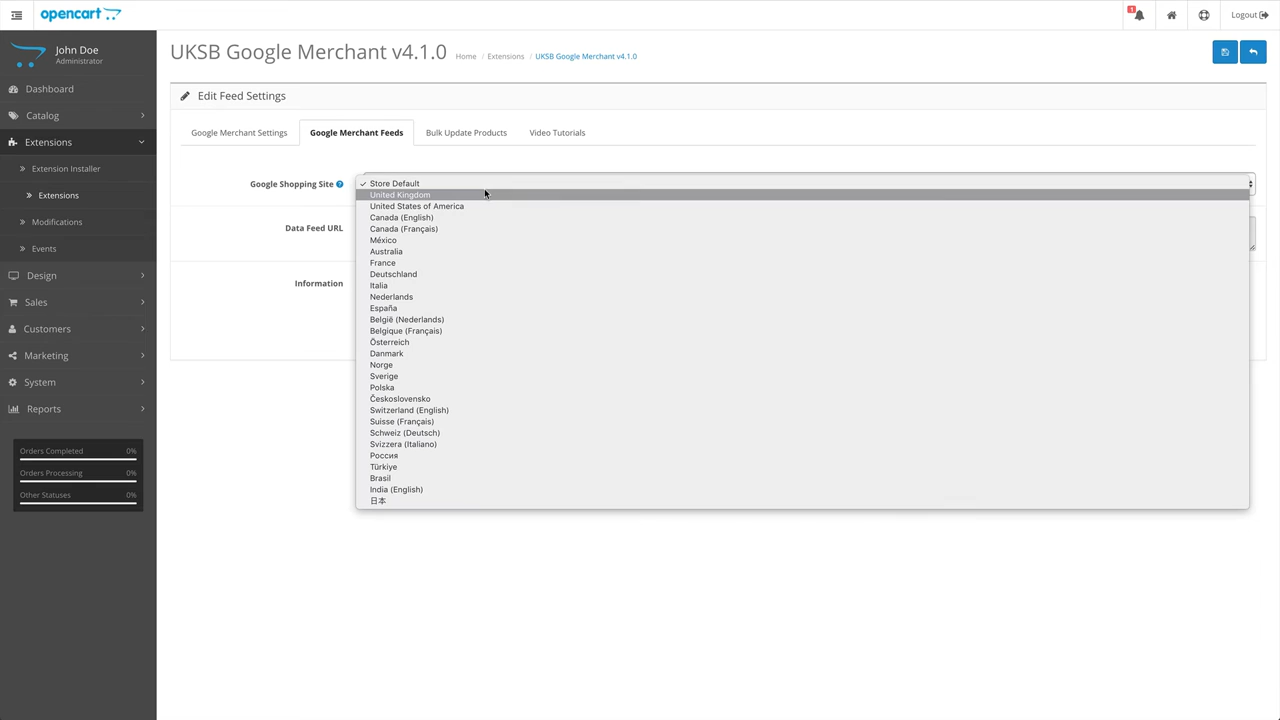 opencart
1
Logout
John Doe
Administrator
UKSB Google Merchant v4.1.0
Home / Extensions / UKSB Google Merchant v4.1.0
Dashboard
Catalog
Extensions
Extension Installer
Extensions
Modifications
Events
Design
Sales
Customers
Marketing
System
Reports
Orders Completed 0%
Orders Processing 0%
Other Statuses 0%
Edit Feed Settings
Google Merchant Settings
Google Merchant Feeds
Bulk Update Products
Video Tutorials
Google Shopping Site ?
Data Feed URL
Information
✓ Store Default
United Kingdom
United States of America
Canada (English)
Canada (Français)
México
Australia
France
Deutschland
Italia
Nederlands
España
België (Nederlands)
Belgique (Français)
Österreich
Danmark
Norge
Sverige
Polska
Československo
Switzerland (English)
Suisse (Français)
Schweiz (Deutsch)
Svizzera (Italiano)
Россия
Türkiye
Brasil
India (English)
日本